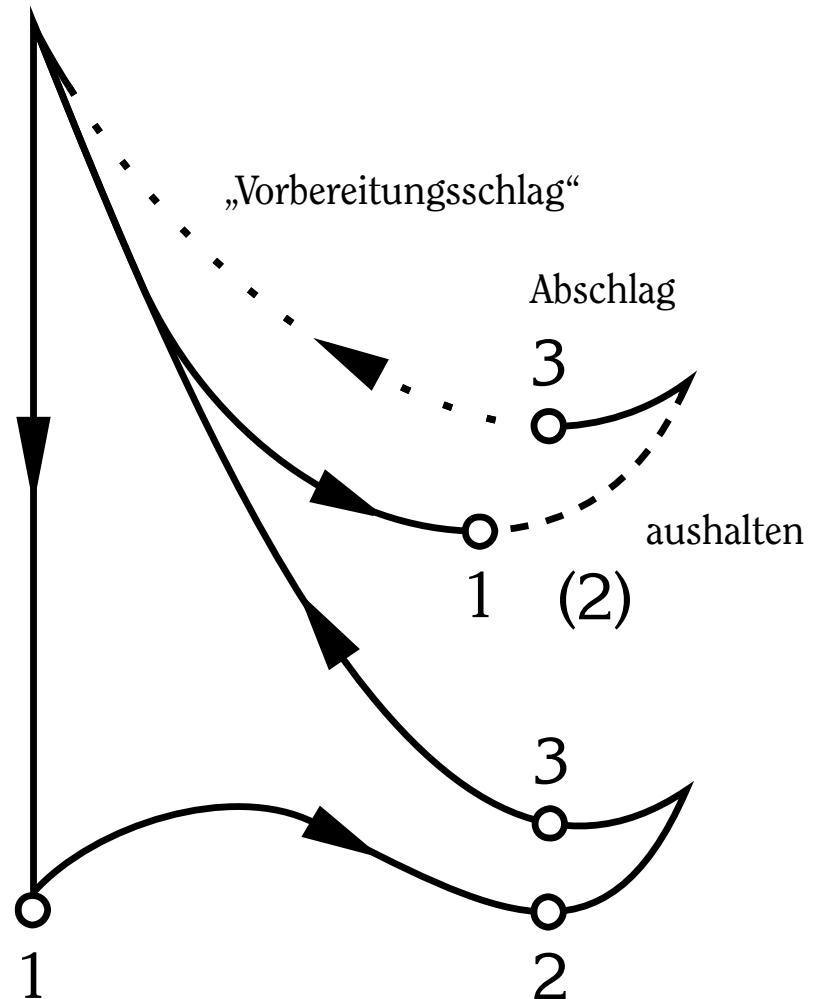 „Vorbereitungsschlag“
Abschlag
3
aushalten
1 (2)
3
1
2